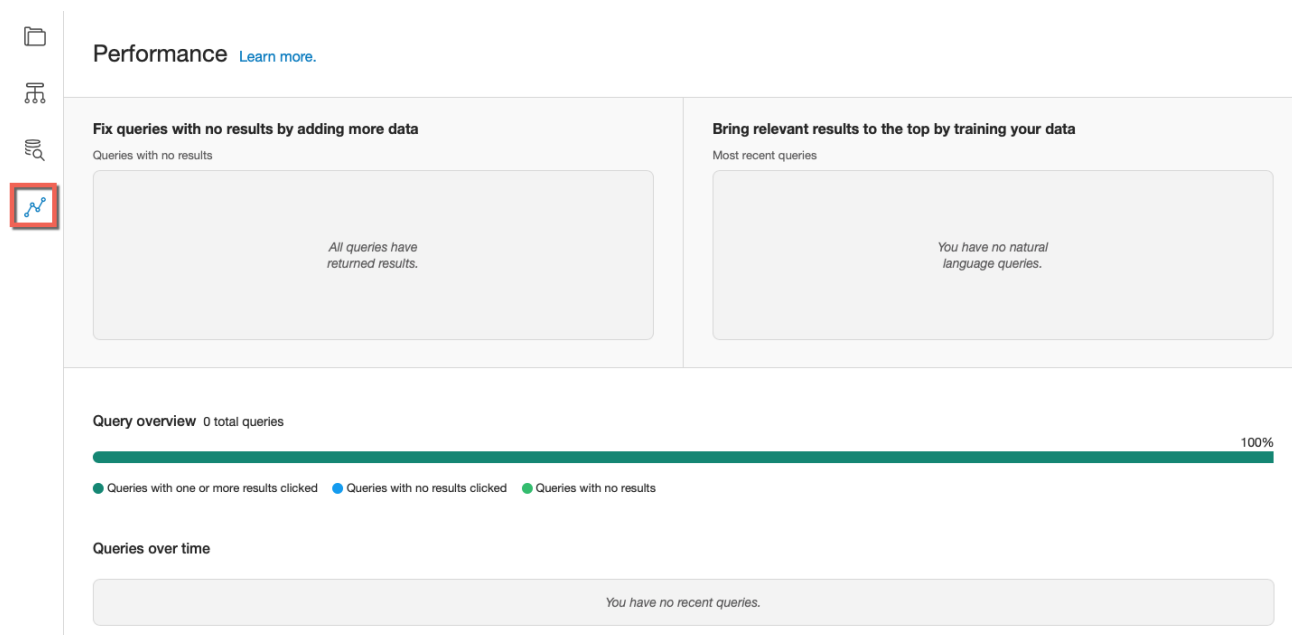 Performance Learn more.
Fix queries with no results by adding more data
Queries with no results
All queries have
returned results.
Bring relevant results to the top by training your data
Most recent queries
You have no natural
language queries.
Query overview 0 total queries
100%
Queries with one or more results clicked Queries with no results clicked Queries with no results
Queries over time
You have no recent queries.